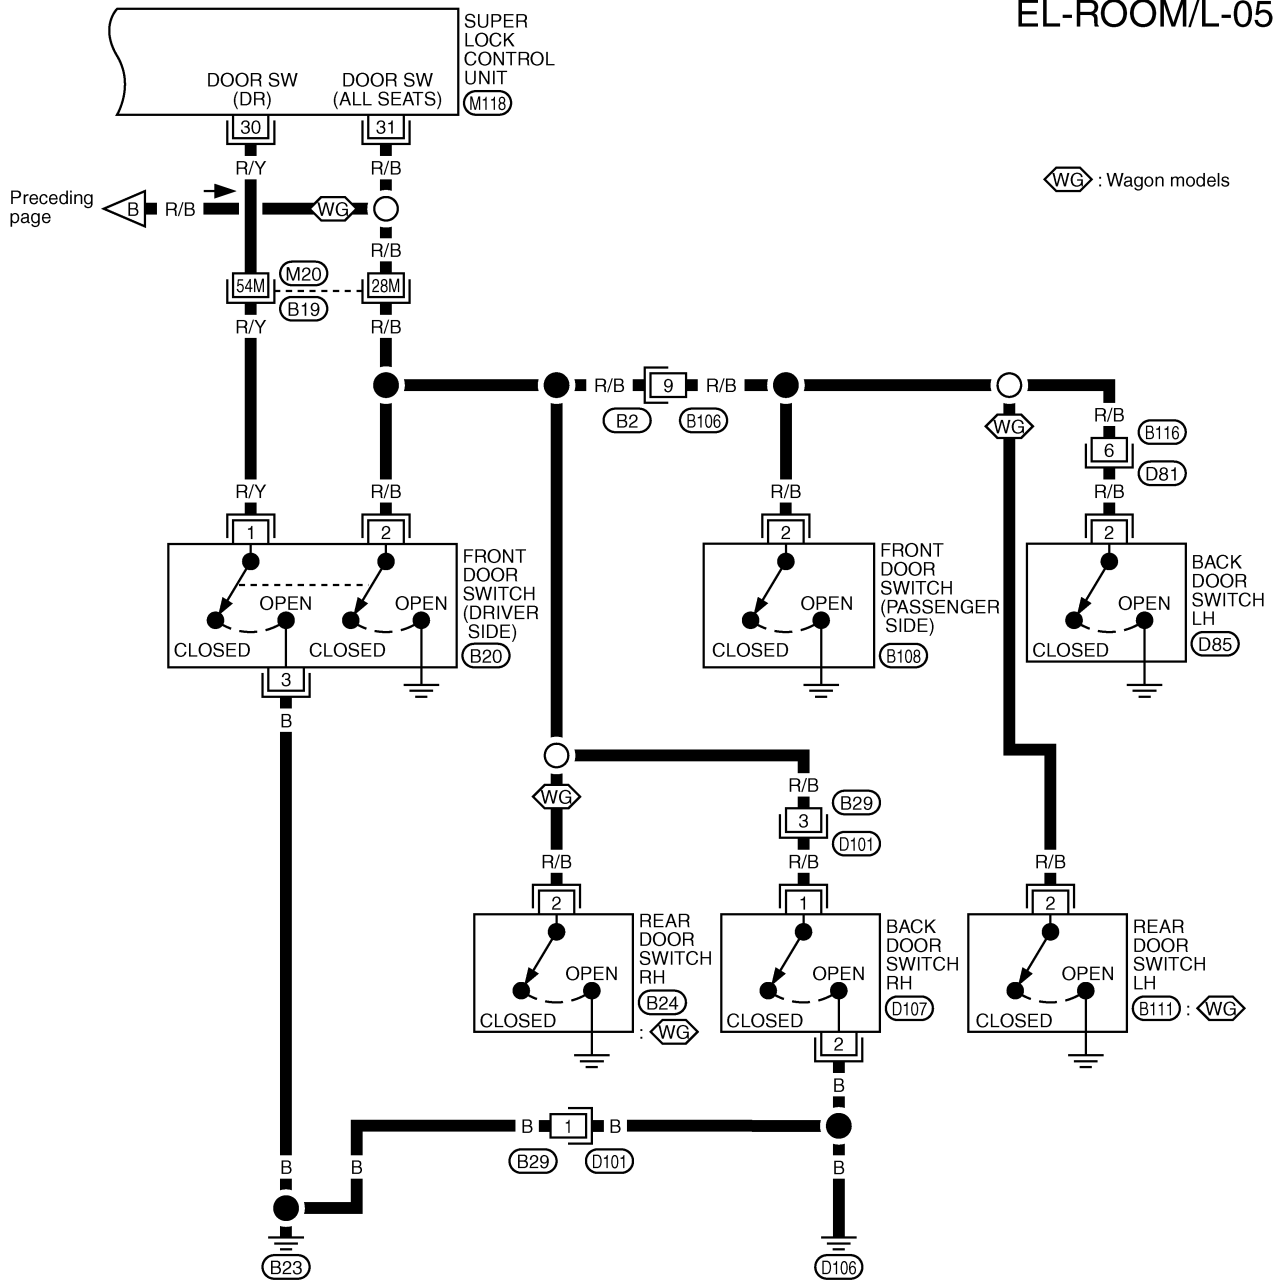 EL-ROOM/L-05
SUPER
LOCK
CONTROL
UNIT
M118
DOOR SW
(DR)
DOOR SW
(ALL SEATS)
30
31
R/Y
R/B
WG : Wagon models
Preceding
page
B
R/B
WG
R/B
54M
M20
28M
B19
R/Y
R/B
R/B
9
R/B
B2
B106
WG
R/B
B116
6
D81
R/Y
R/B
R/B
R/B
1
2
2
2
FRONT
DOOR
SWITCH
(DRIVER
SIDE)
B20
OPEN
CLOSED
OPEN
CLOSED
FRONT
DOOR
SWITCH
(PASSENGER
SIDE)
B108
OPEN
CLOSED
BACK
DOOR
SWITCH
LH
D85
OPEN
CLOSED
3
B
WG
R/B
B29
3
D101
R/B
R/B
R/B
2
1
2
REAR
DOOR
SWITCH
RH
B24
: WG
OPEN
CLOSED
BACK
DOOR
SWITCH
RH
D107
OPEN
CLOSED
REAR
DOOR
SWITCH
LH
B111 : WG
OPEN
CLOSED
2
B
B
1
B
B29
D101
B
B
B
B23
D106